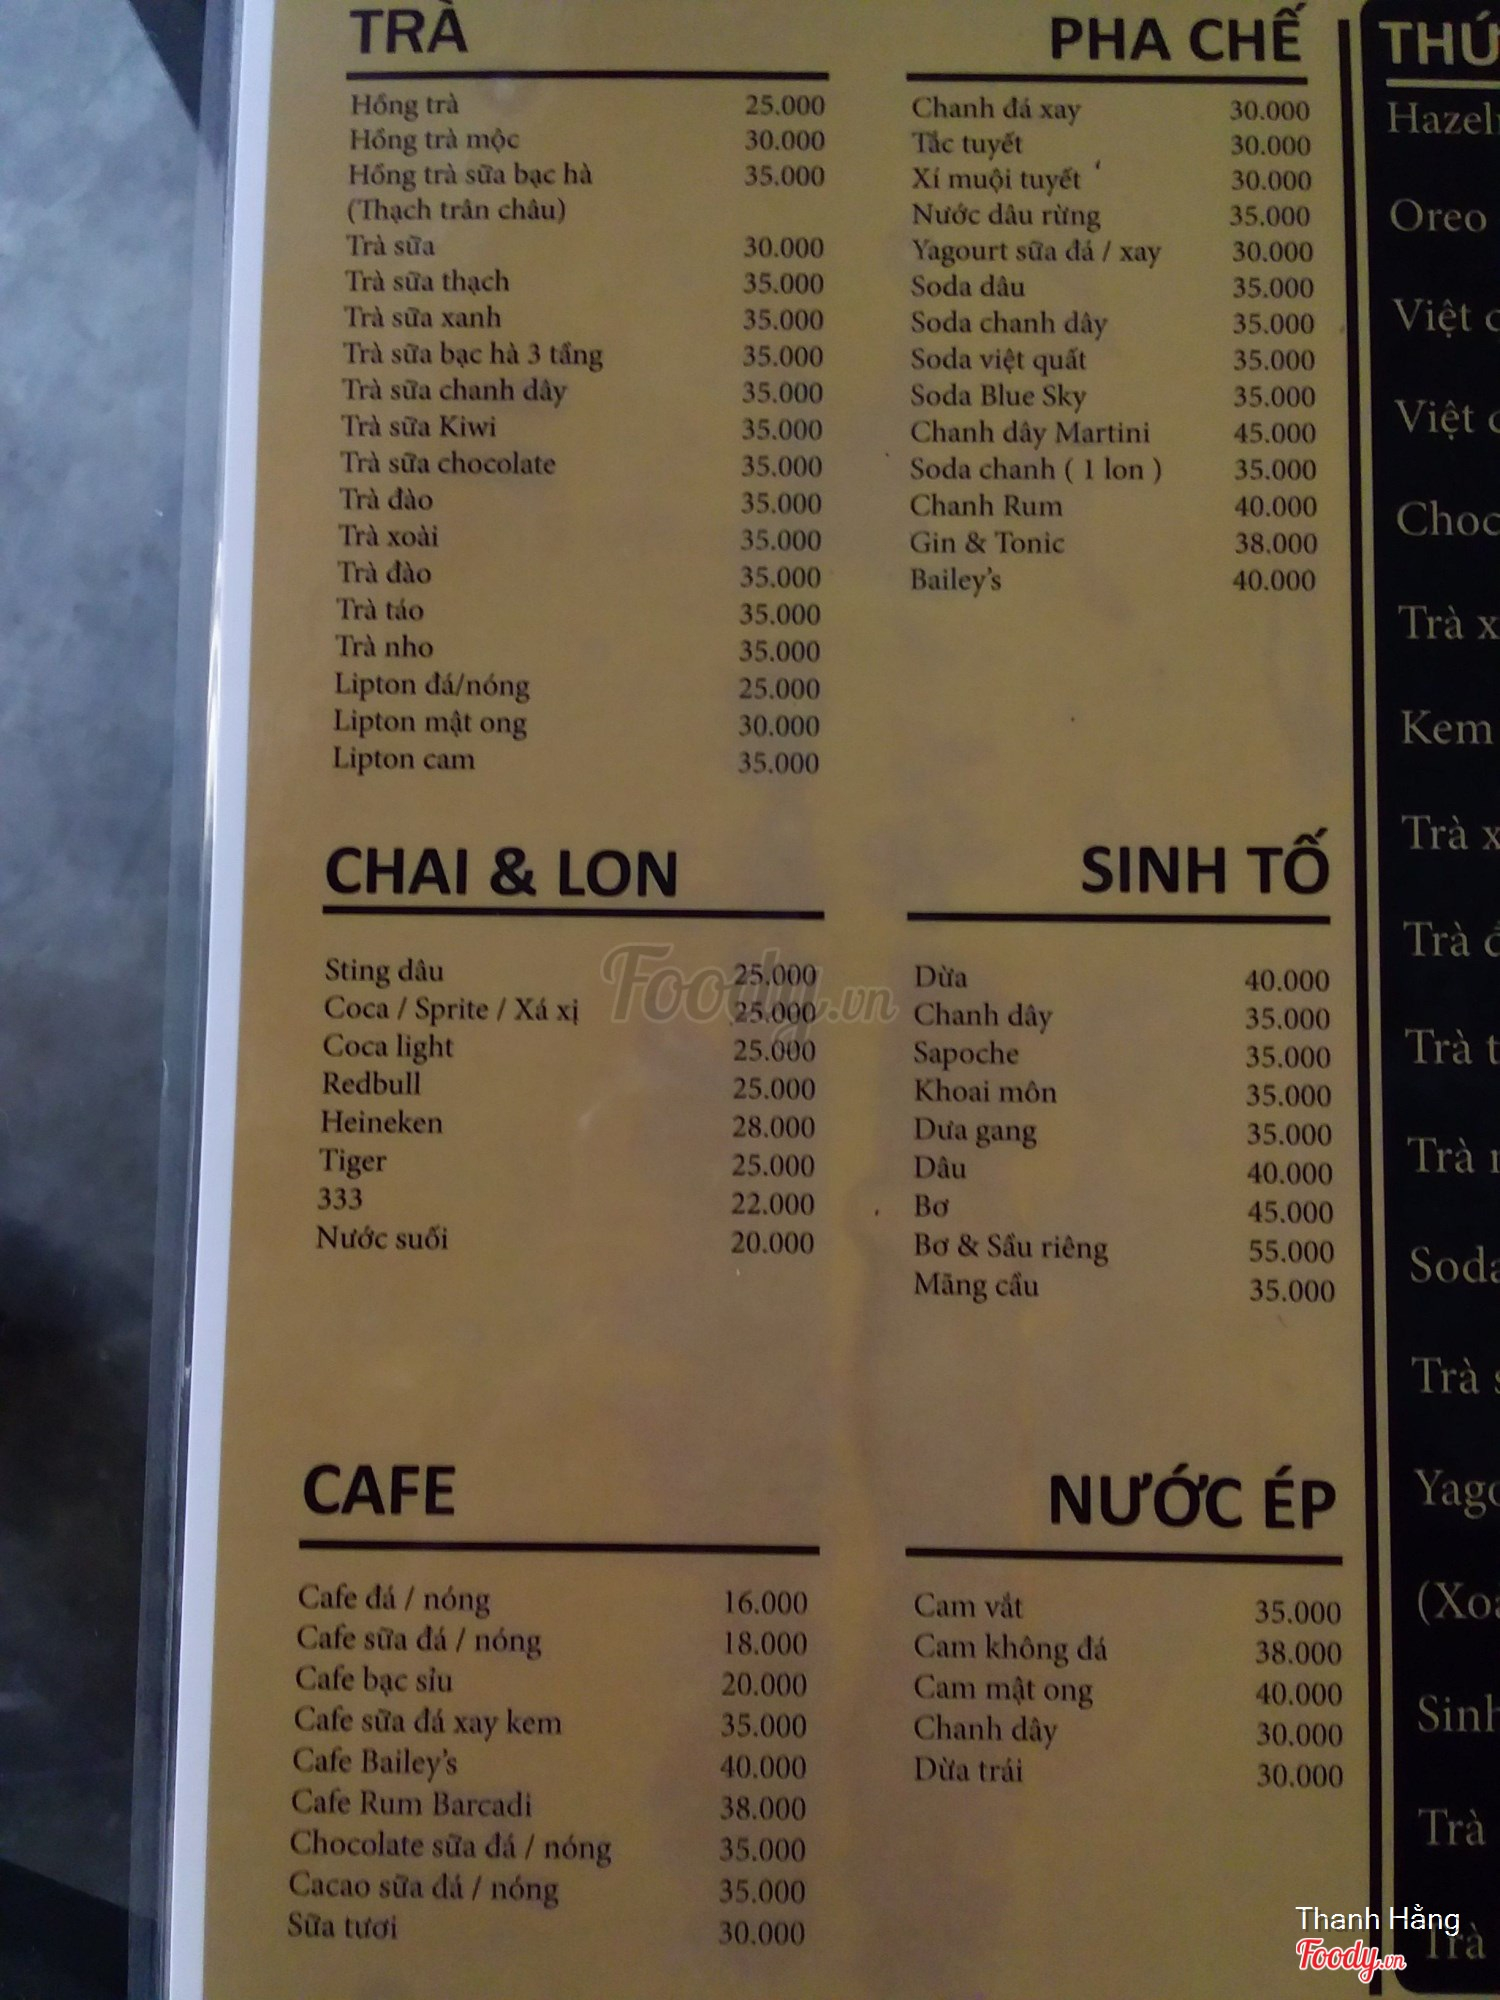 TRÀ
Hồng trà 25.000
Hồng trà mộc 30.000
Hồng trà sữa bạc hà 35.000
(Thạch trân châu)
Trà sữa 30.000
Trà sữa thạch 35.000
Trà sữa xanh 35.000
Trà sữa bạc hà 3 tầng 35.000
Trà sữa chanh dây 35.000
Trà sữa Kiwi 35.000
Trà sữa chocolate 35.000
Trà đào 35.000
Trà xoài 35.000
Trà đào 35.000
Trà táo 35.000
Trà nho 35.000
Lipton đá/nóng 25.000
Lipton mật ong 30.000
Lipton cam 35.000
PHA CHẾ
Chanh đá xay 30.000
Tắc tuyết 30.000
Xí muội tuyết 30.000
Nước dâu rừng 35.000
Yagourt sữa đá / xay 30.000
Soda dâu 35.000
Soda chanh dây 35.000
Soda việt quất 35.000
Soda Blue Sky 35.000
Chanh dây Martini 45.000
Soda chanh ( 1 lon ) 35.000
Chanh Rum 40.000
Gin & Tonic 38.000
Bailey's 40.000
CHAI & LON
Sting dâu 25.000
Coca / Sprite / Xá xị 25.000
Coca light 25.000
Redbull 25.000
Heineken 28.000
Tiger 25.000
333 22.000
Nước suối 20.000
SINH TỐ
Dừa 40.000
Chanh dây 35.000
Sapoche 35.000
Khoai môn 35.000
Dưa gang 35.000
Dâu 40.000
Bơ 45.000
Bơ & Sầu riêng 55.000
Mãng cầu 35.000
CAFE
Cafe đá / nóng 16.000
Cafe sữa đá / nóng 18.000
Cafe bạc sỉu 20.000
Cafe sữa đá xay kem 35.000
Cafe Bailey's 40.000
Cafe Rum Barcadi 38.000
Chocolate sữa đá / nóng 35.000
Cacao sữa đá / nóng 35.000
Sữa tươi 30.000
NƯỚC ÉP
Cam vắt 35.000
Cam không đá 38.000
Cam mật ong 40.000
Chanh dây 30.000
Dừa trái 30.000
THỨ
Oreo
Việt
Việt
Trà
Kem
Trà
Trà
Trà
Trà
Soda
Trà
Trà
Trà
Foody.vn
Thanh Hằng
Foody.vn